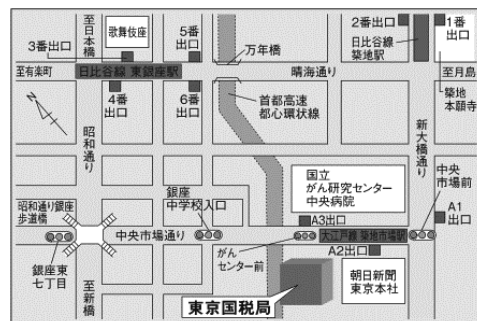 至日本橋
歌舞伎座
5番
出口
3番出口
2番出口
1番
出口
日比谷線
築地駅
万年橋
至有楽町
日比谷線 東銀座駅
晴海通り
至月島
4番
出口
6番
出口
首都高速
都心環状線
築地
本願寺
N
昭和通り
新大橋通り
国立
がん研究センター
中央病院
中央
市場前
昭和通り銀座
歩道橋
銀座
中学校入口
A3出口
A1
出口
中央市場通り
大江戸線 築地市場駅
がん
センター前
A2出口
銀座東
七丁目
至新橋
朝日新聞
東京本社
東京国税局